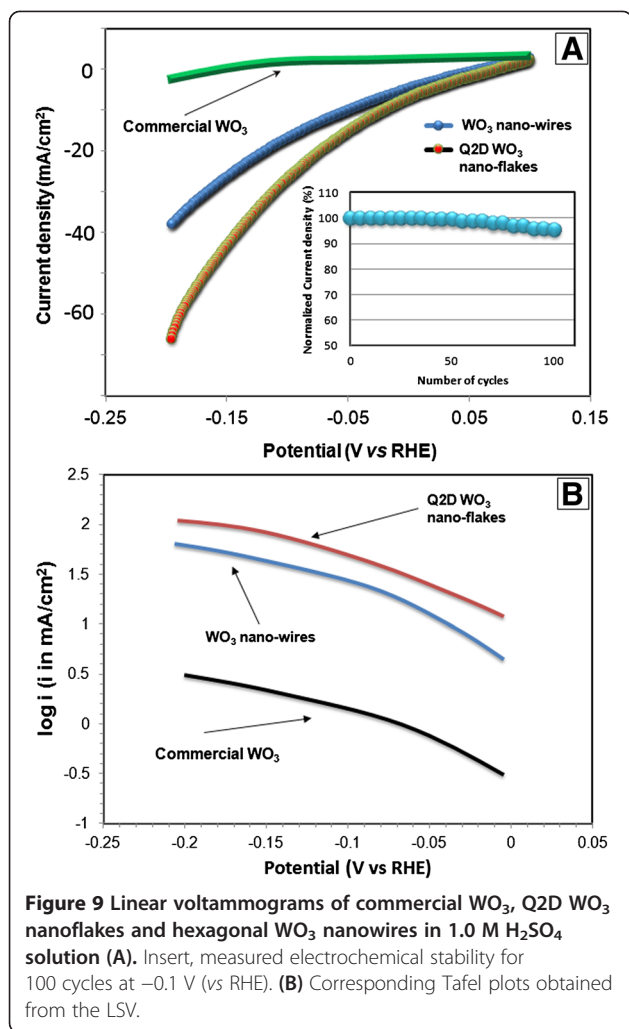 A
0
-20
-40
-60
Current density (mA/cm²)
Commercial WO₃
WO₃ nano-wires
Q2D WO₃
nano-flakes
110
100
90
80
70
60
50
Normalized Current density (%)
0
50
100
Number of cycles
-0.25
-0.15
-0.05
0.05
0.15
Potential (V vs RHE)
B
2.5
2
1.5
1
0.5
0
-0.5
-1
log i (i in mA/cm²)
Q2D WO₃
nano-flakes
WO₃ nano-wires
Commercial WO₃
-0.25
-0.2
-0.15
-0.1
-0.05
0
0.05
Potential (V vs RHE)
Figure 9 Linear voltammograms of commercial WO₃, Q2D WO₃
nanoflakes and hexagonal WO₃ nanowires in 1.0 M H₂SO₄
solution (A). Insert, measured electrochemical stability for
100 cycles at −0.1 V (vs RHE). (B) Corresponding Tafel plots obtained
from the LSV.